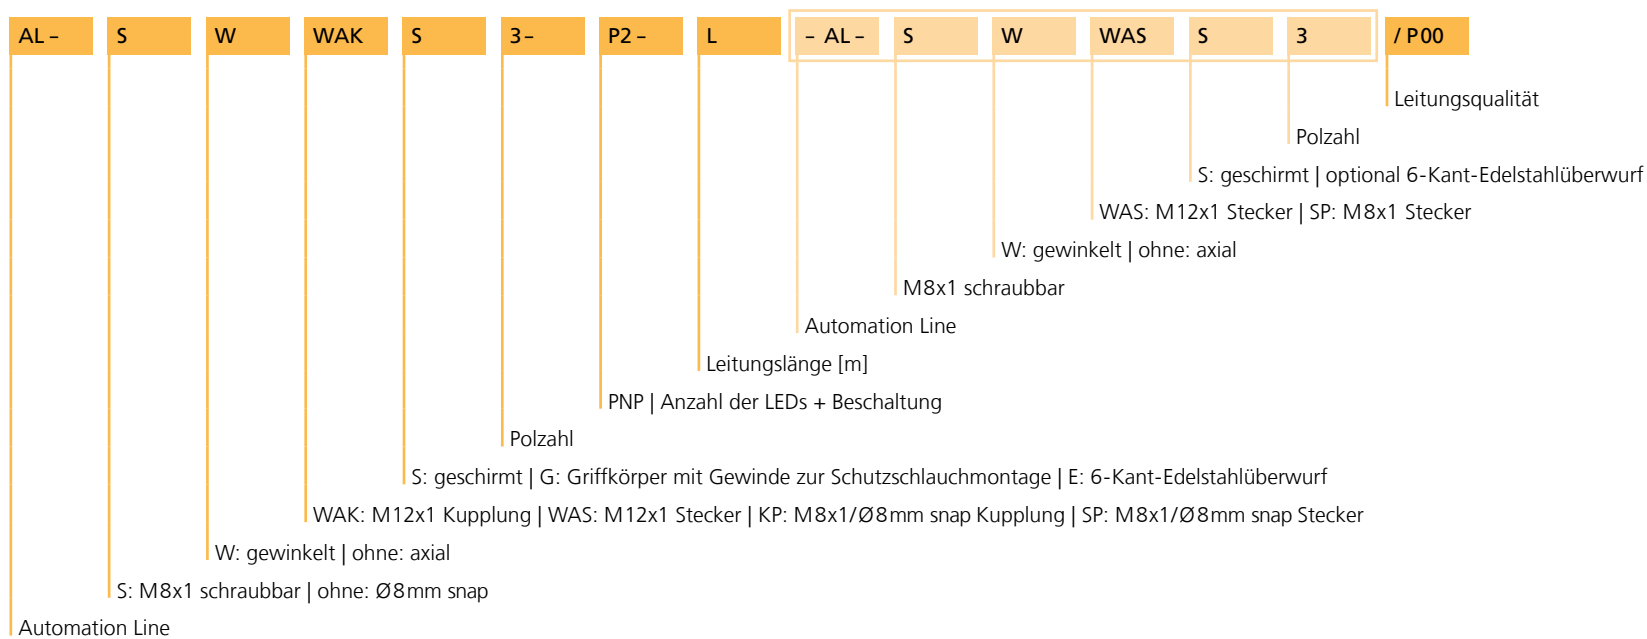 AL – S W WAK S 3 – P2 – L – AL – S W WAS S 3 / P00
Leitungsqualität
Polzahl
S: geschirmt | optional 6-Kant-Edelstahlüberwurf
WAS: M12x1 Stecker | SP: M8x1 Stecker
W: gewinkelt | ohne: axial
M8x1 schraubbar
Automation Line
Leitungslänge [m]
PNP | Anzahl der LEDs + Beschaltung
Polzahl
S: geschirmt | G: Griffkörper mit Gewinde zur Schutzschlauchmontage | E: 6-Kant-Edelstahlüberwurf
WAK: M12x1 Kupplung | WAS: M12x1 Stecker | KP: M8x1/Ø8mm snap Kupplung | SP: M8x1/Ø8mm snap Stecker
W: gewinkelt | ohne: axial
S: M8x1 schraubbar | ohne: Ø8mm snap
Automation Line